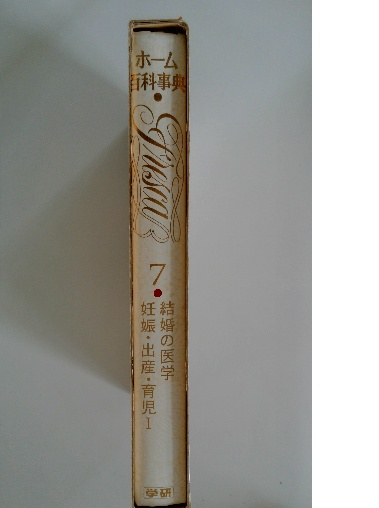 ホーム
百科事典
Fusca
7
結婚の医学
妊娠・出産・育児1
学研